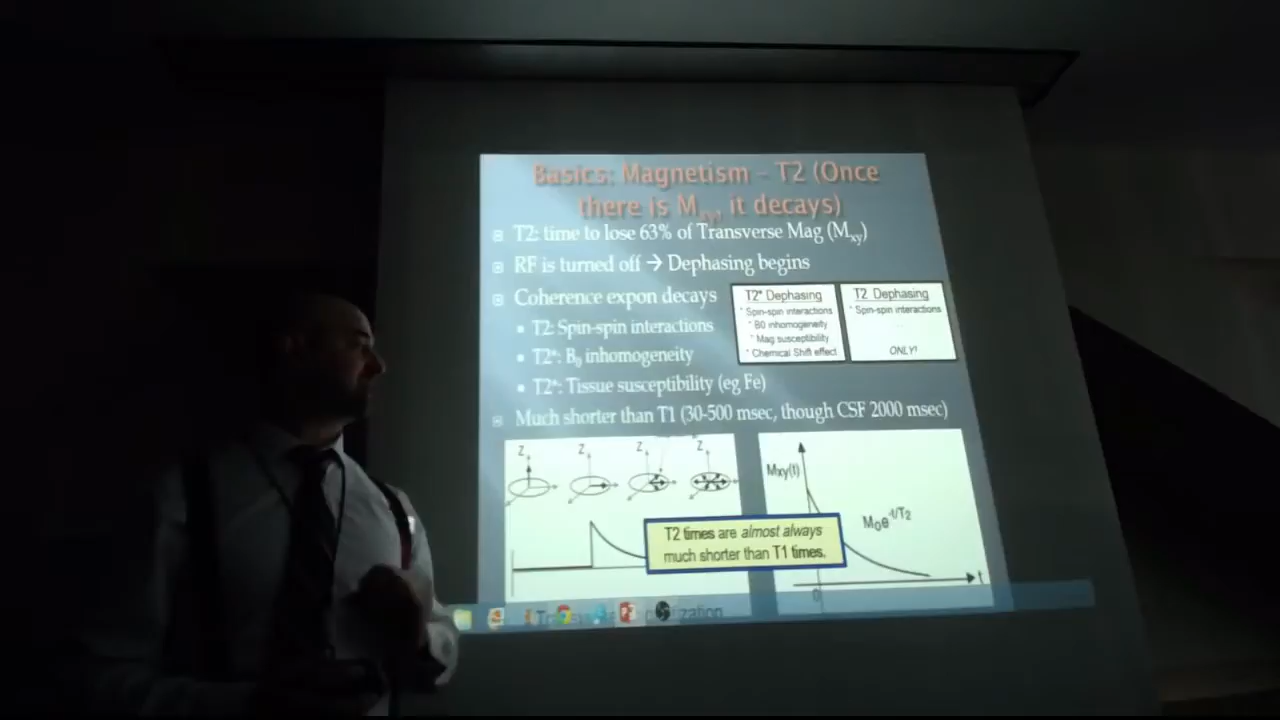 Basics: Magnetism – T2 (Once
there is Mxy, it decays)
T2: time to lose 63% of Transverse Mag (Mxy)
RF is turned off → Dephasing begins
Coherence expon decays
T2: Spin-spin interactions
T2*: B0 inhomogeneity
T2*: Tissue susceptibility (eg Fe)
T2* Dephasing
* Spin-spin interactions
* B0 inhomogeneity
* Mag susceptibility
* Chemical Shift effect
T2 Dephasing
* Spin-spin interactions
ONLY!
Much shorter than T1 (30-500 msec, though CSF 2000 msec)
Z Z Z Z
T2 times are almost always
much shorter than T1 times.
Mxy(t)
M0e-t/T2
t
0